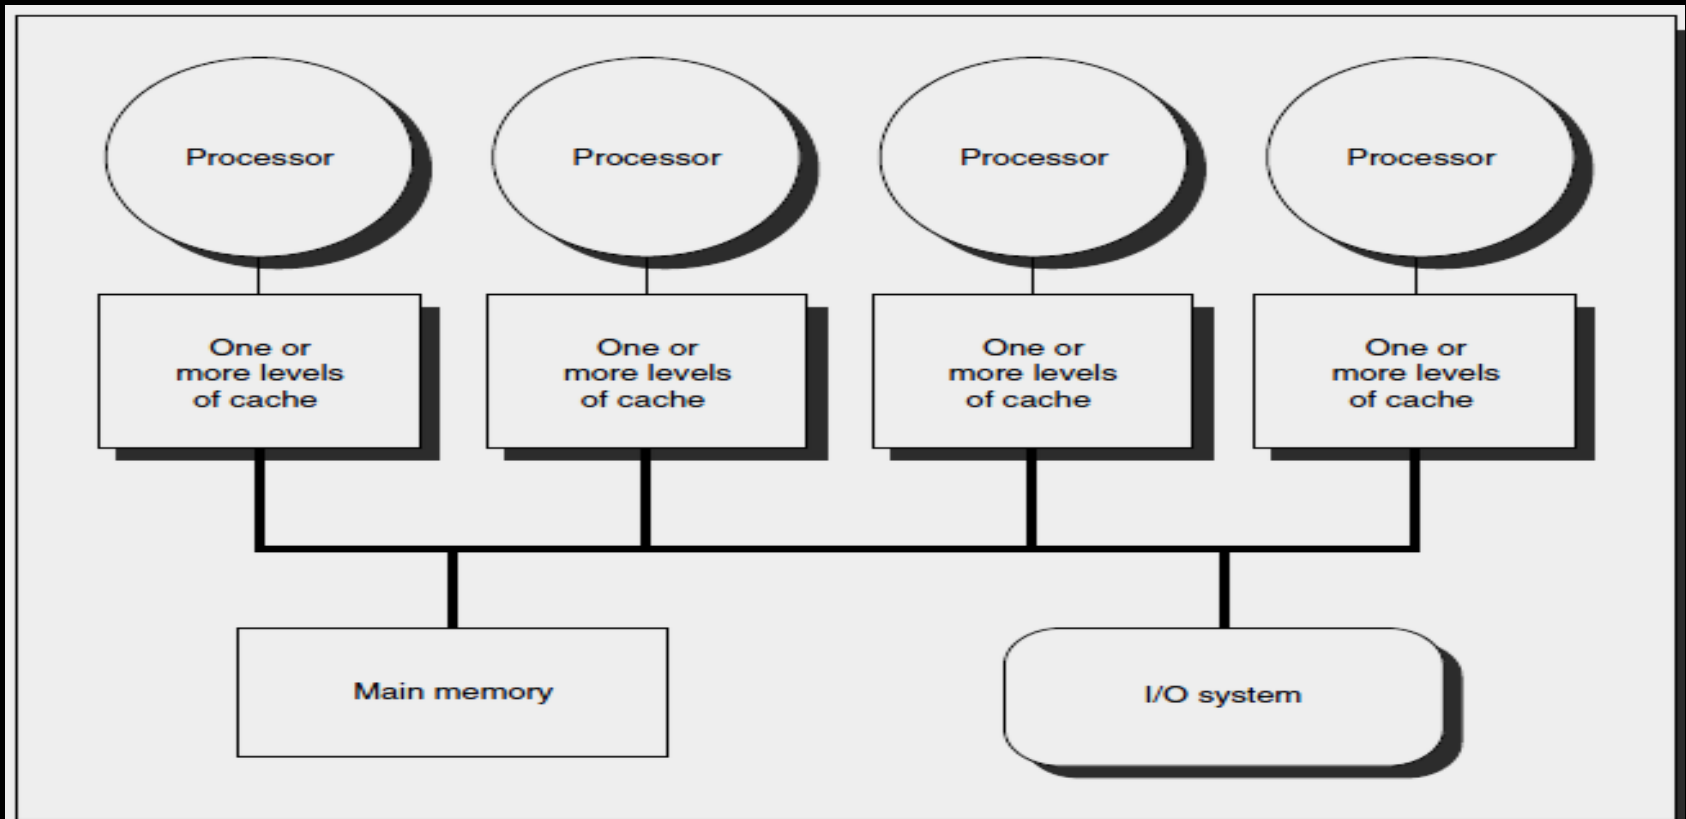 Processor
Processor
Processor
Processor
One or
more levels
of cache
One or
more levels
of cache
One or
more levels
of cache
One or
more levels
of cache
Main memory
I/O system